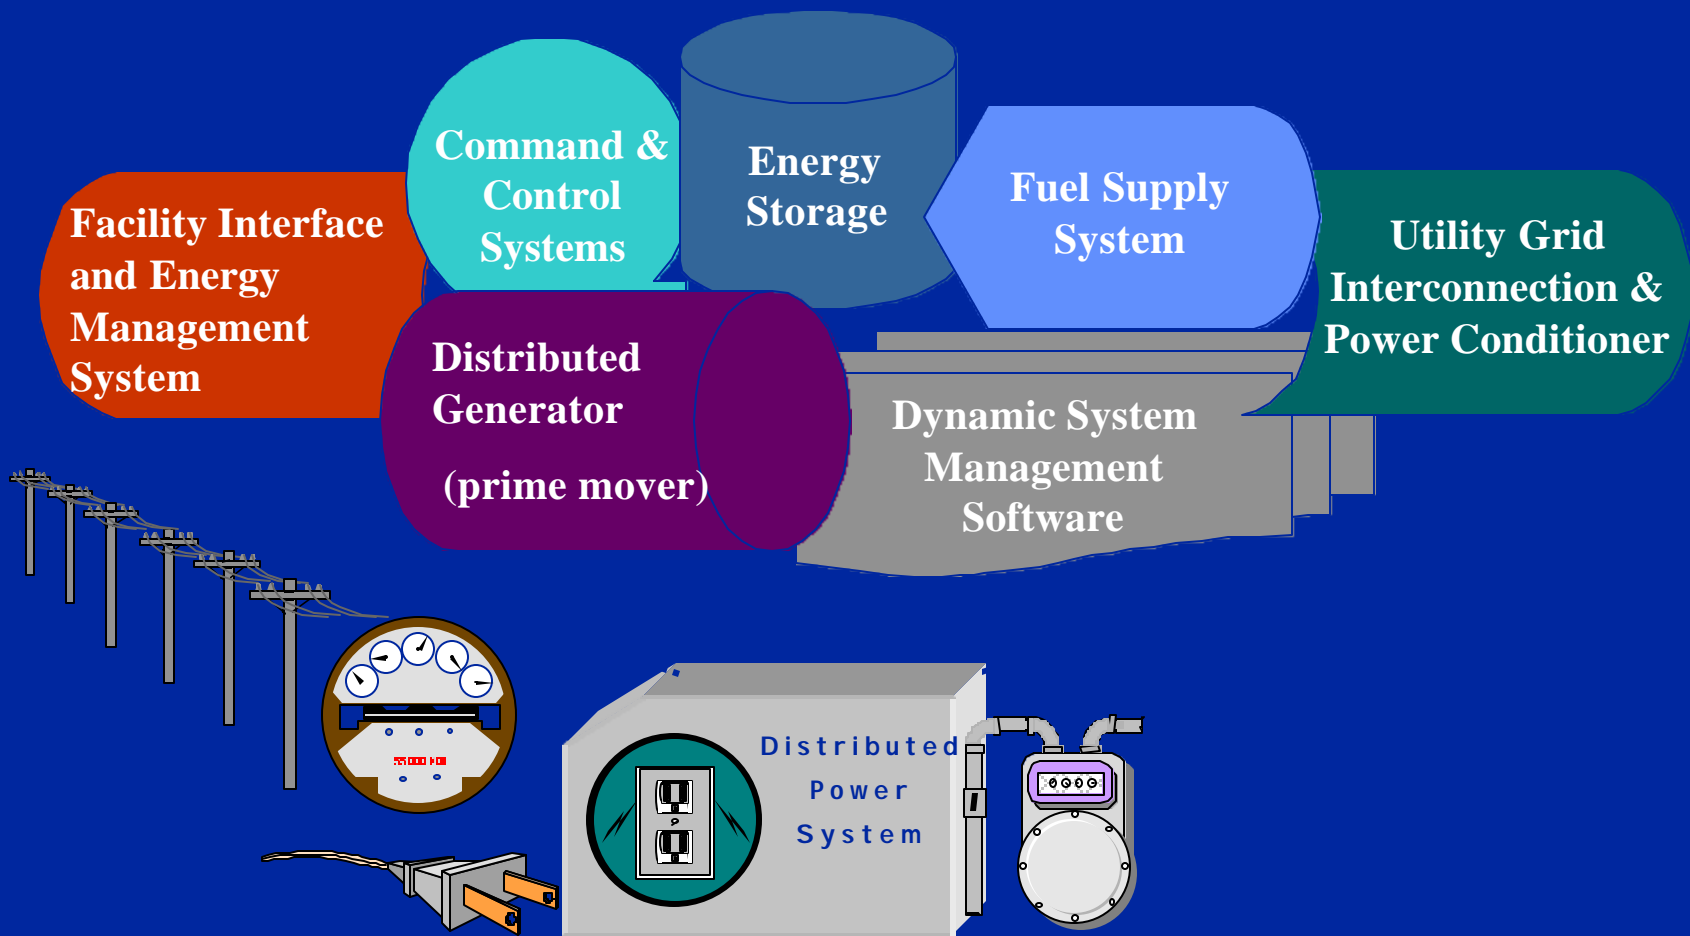 Command &
Control
Systems
Energy
Storage
Fuel Supply
System
Facility Interface
and Energy
Management
System
Utility Grid
Interconnection &
Power Conditioner
Distributed
Generator
(prime mover)
Dynamic System
Management
Software
Distributed
Power
System